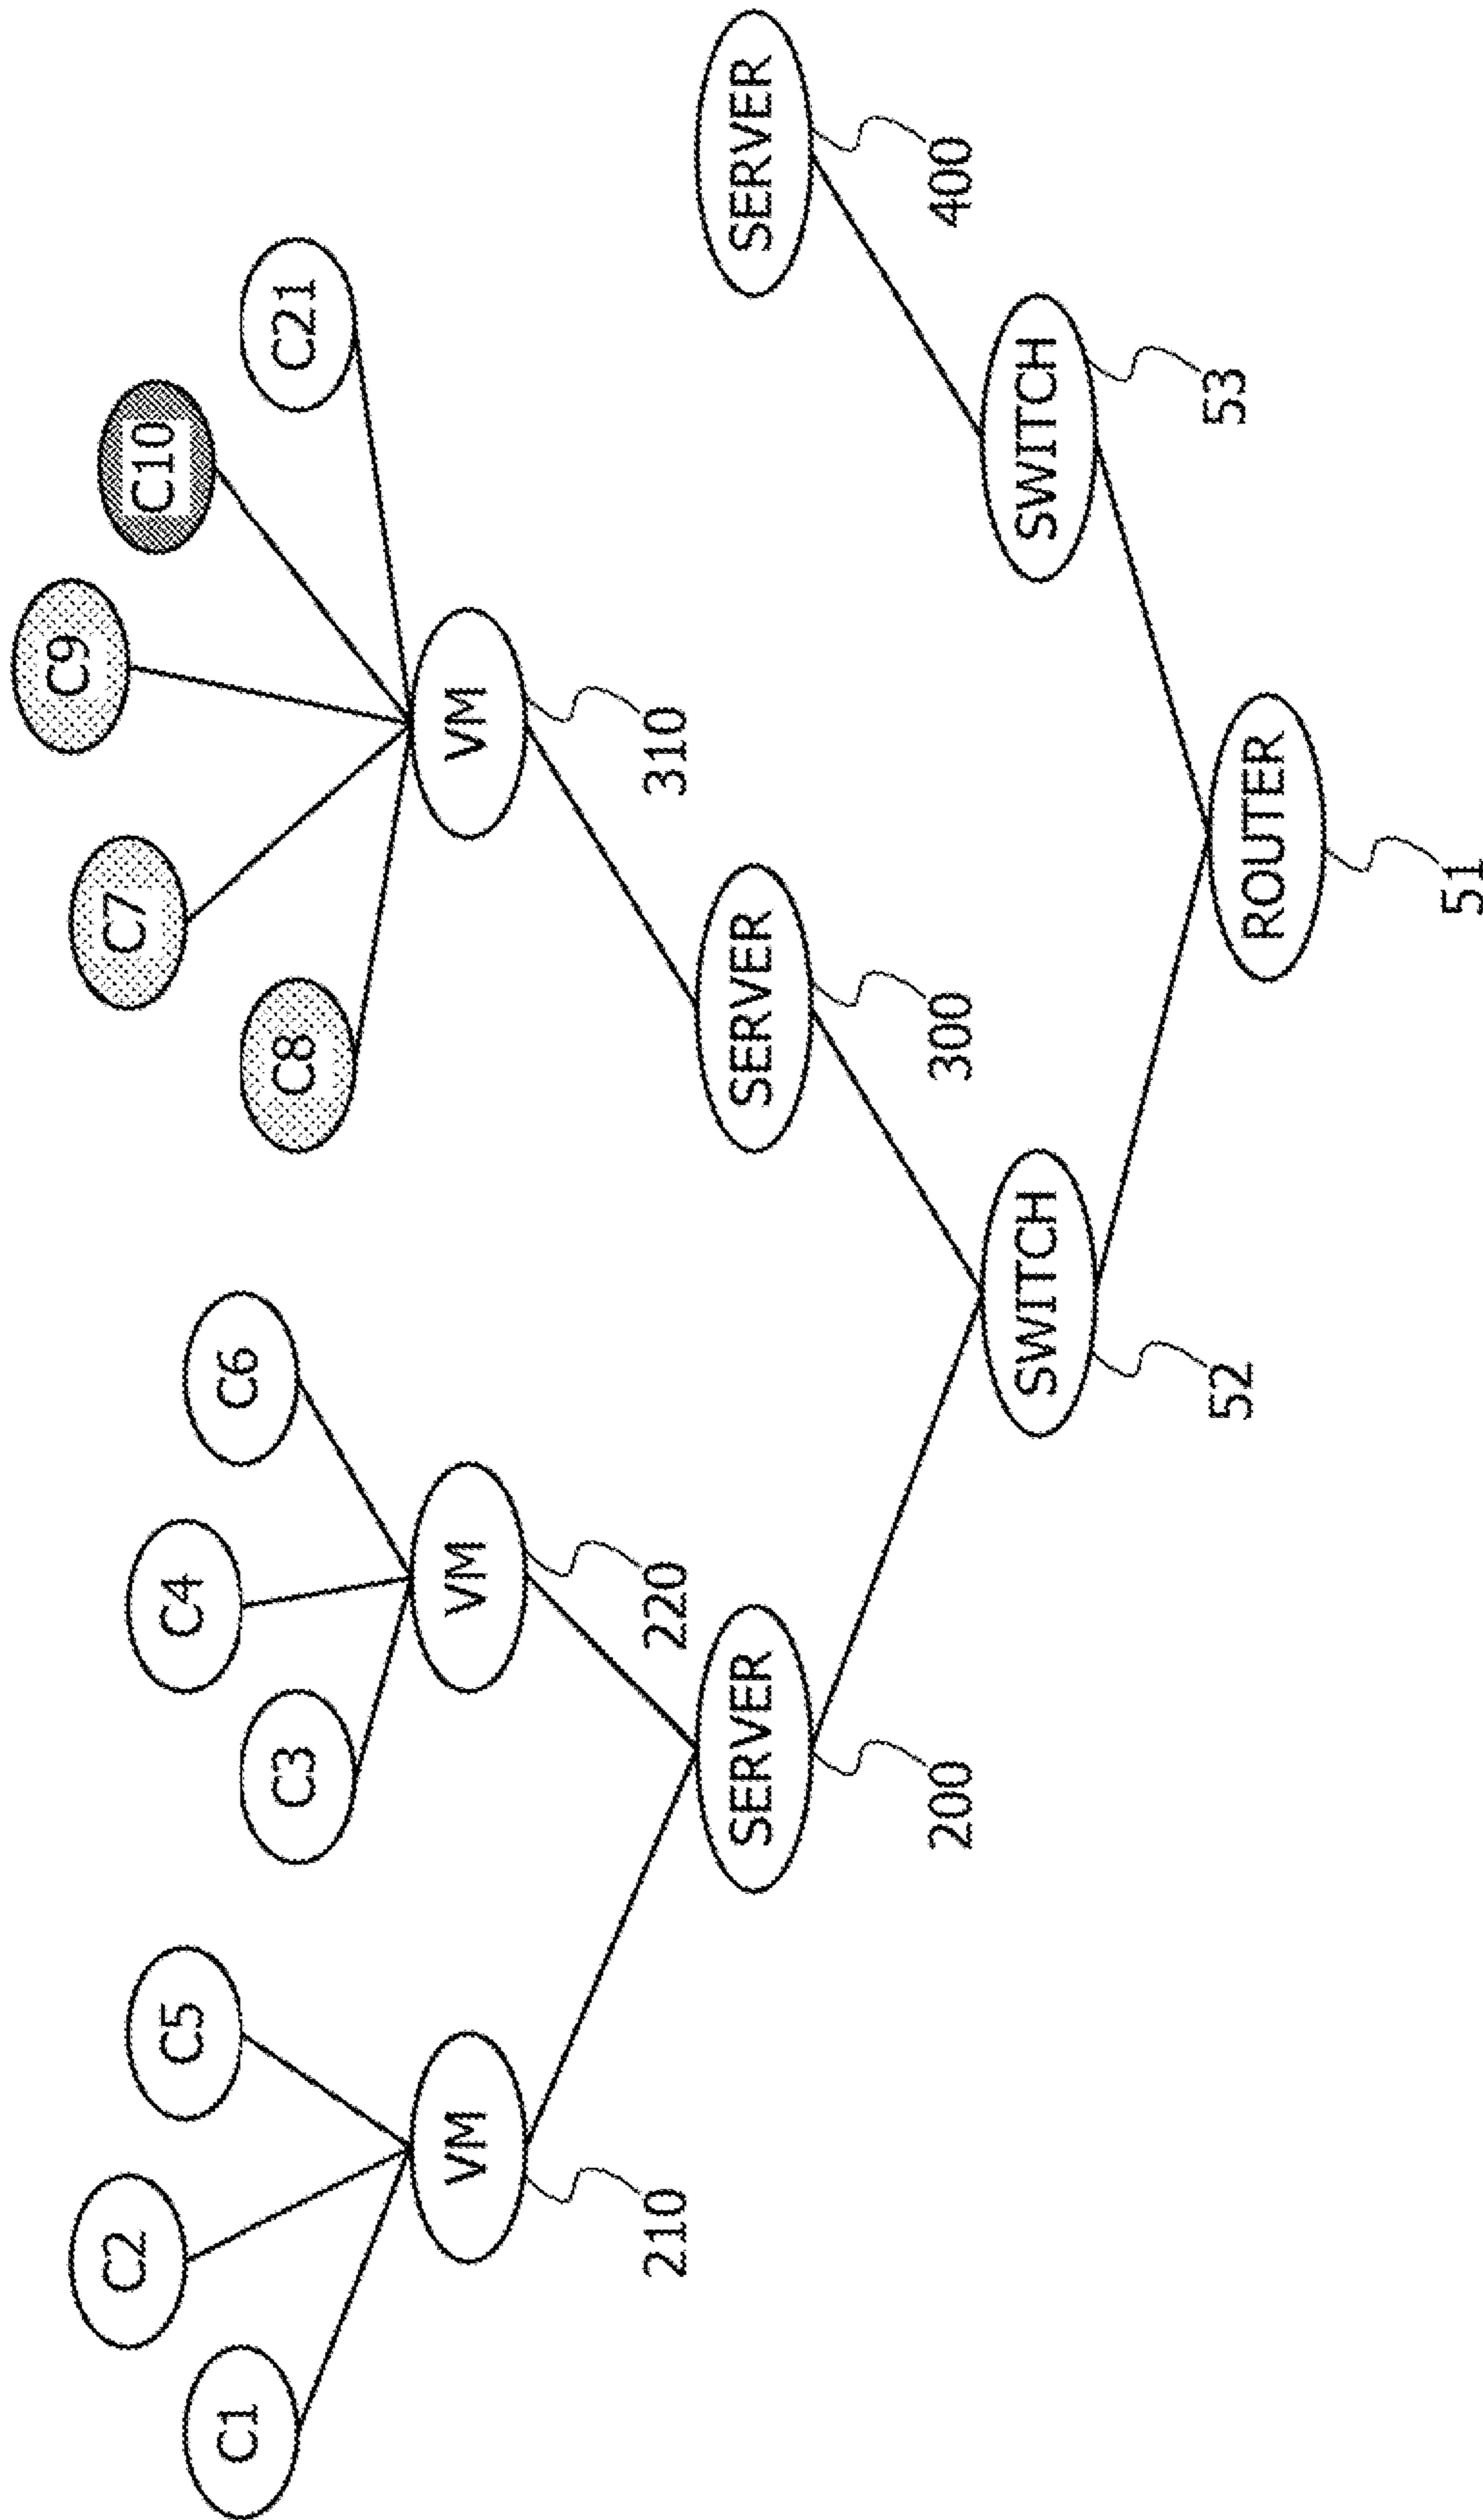 C9
C10
C7
C2
C4
C5
C8
C21
C6
C3
C1
VM
VM
VM
210
220
310
SERVER
SERVER
SERVER
200
300
400
SWITCH
SWITCH
52
53
ROUTER
51